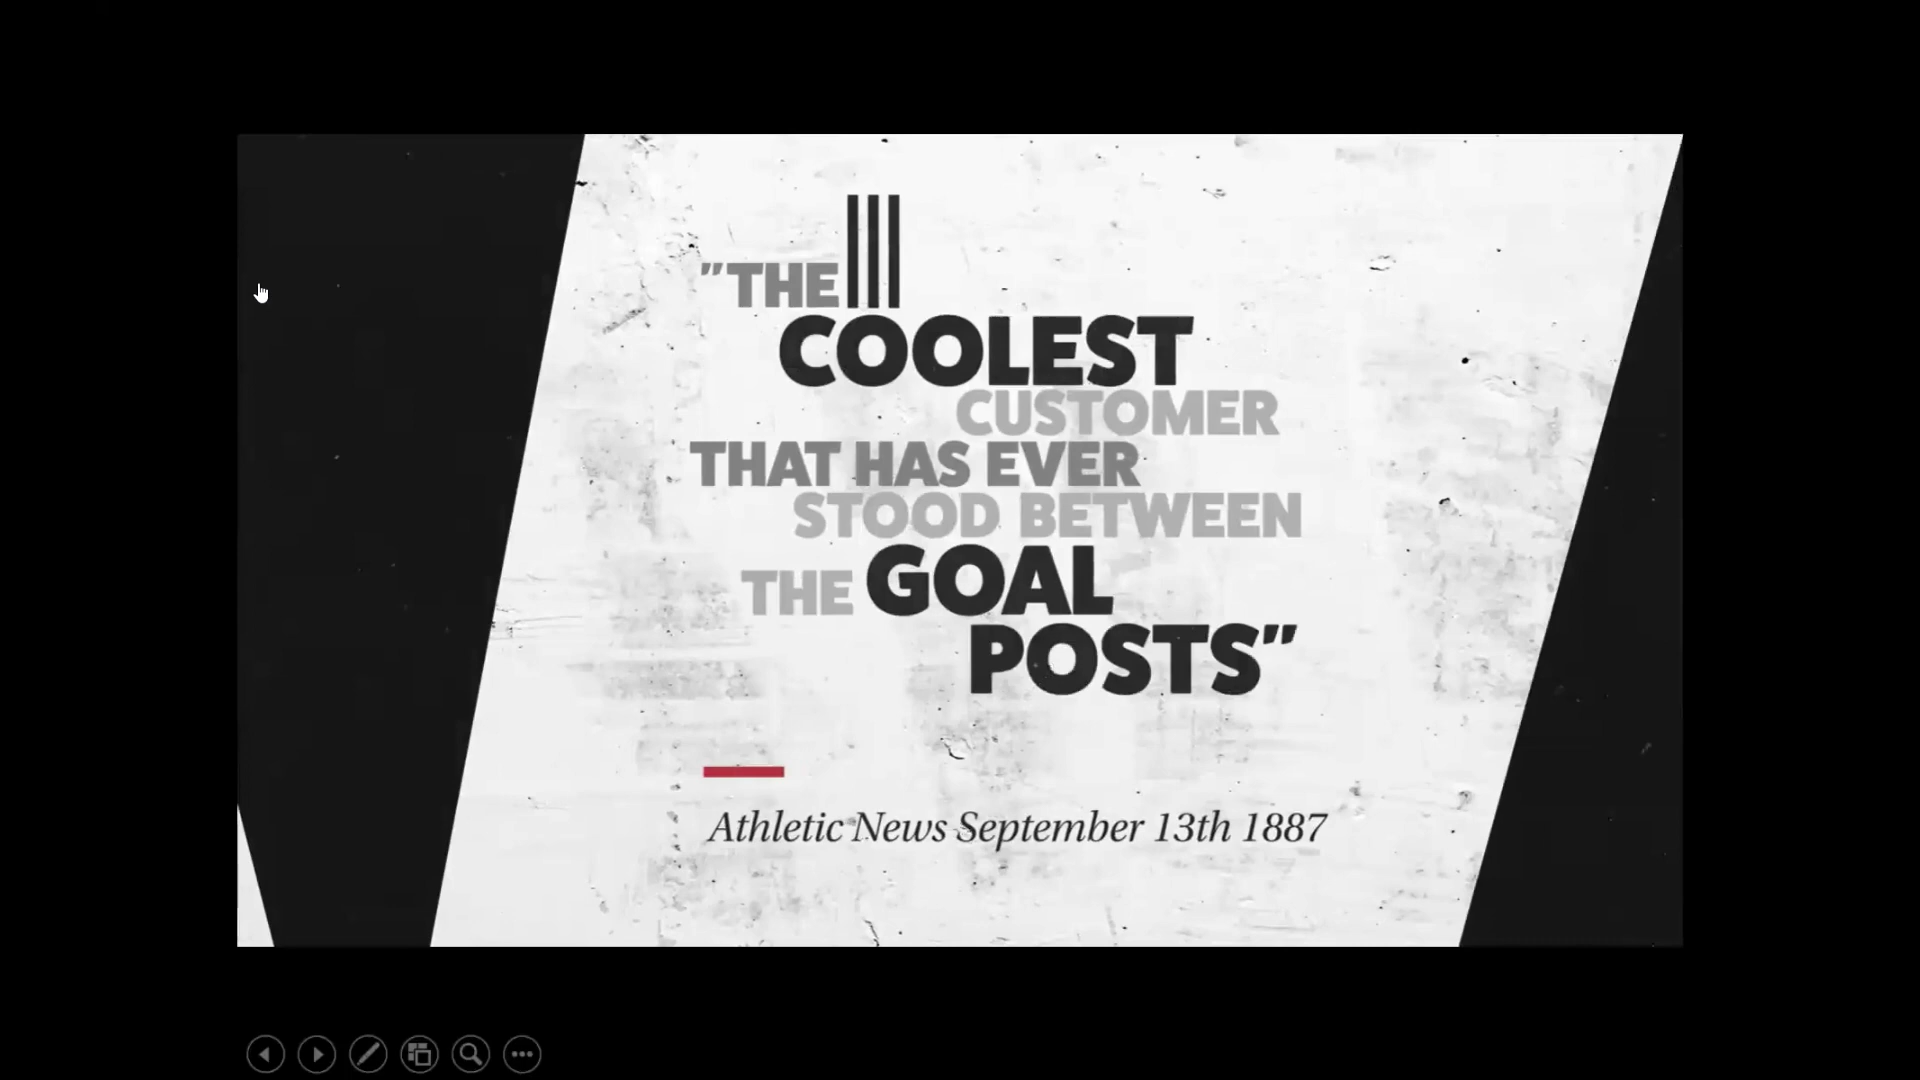 "THE
COOLEST
CUSTOMER
THAT HAS EVER
STOOD BETWEEN
THE GOAL
POSTS"
Athletic News September 13th 1887